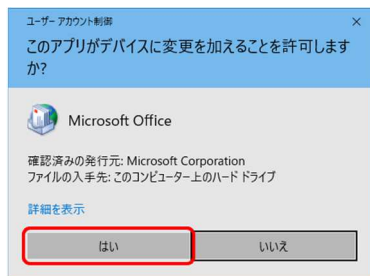 ユーザー アカウント制御
×
このアプリがデバイスに変更を加えることを許可します
か?
Microsoft Office
確認済みの発行元: Microsoft Corporation
ファイルの入手先: このコンピューター上のハード ドライブ
詳細を表示
はい
いいえ